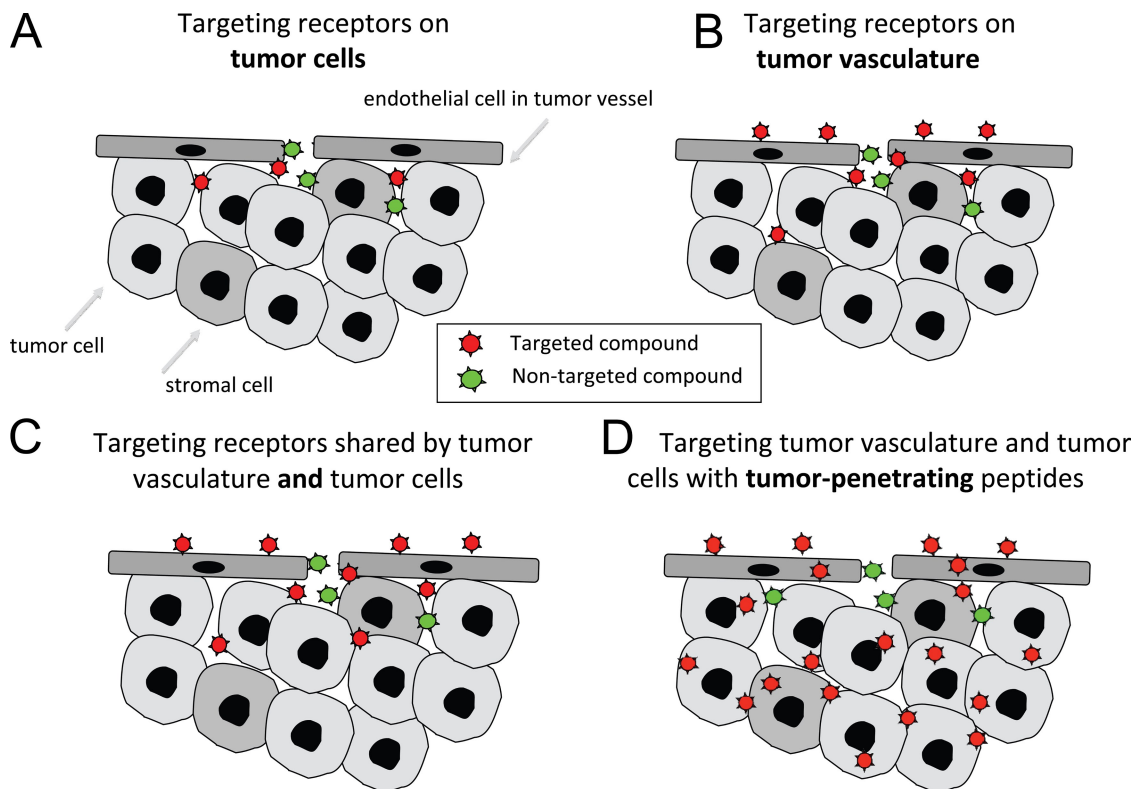 A
Targeting receptors on
tumor cells
endothelial cell in tumor vessel
tumor cell
stromal cell
B
Targeting receptors on
tumor vasculature
Targeted compound
Non-targeted compound
C
Targeting receptors shared by tumor
vasculature and tumor cells
D
Targeting tumor vasculature and tumor
cells with tumor-penetrating peptides